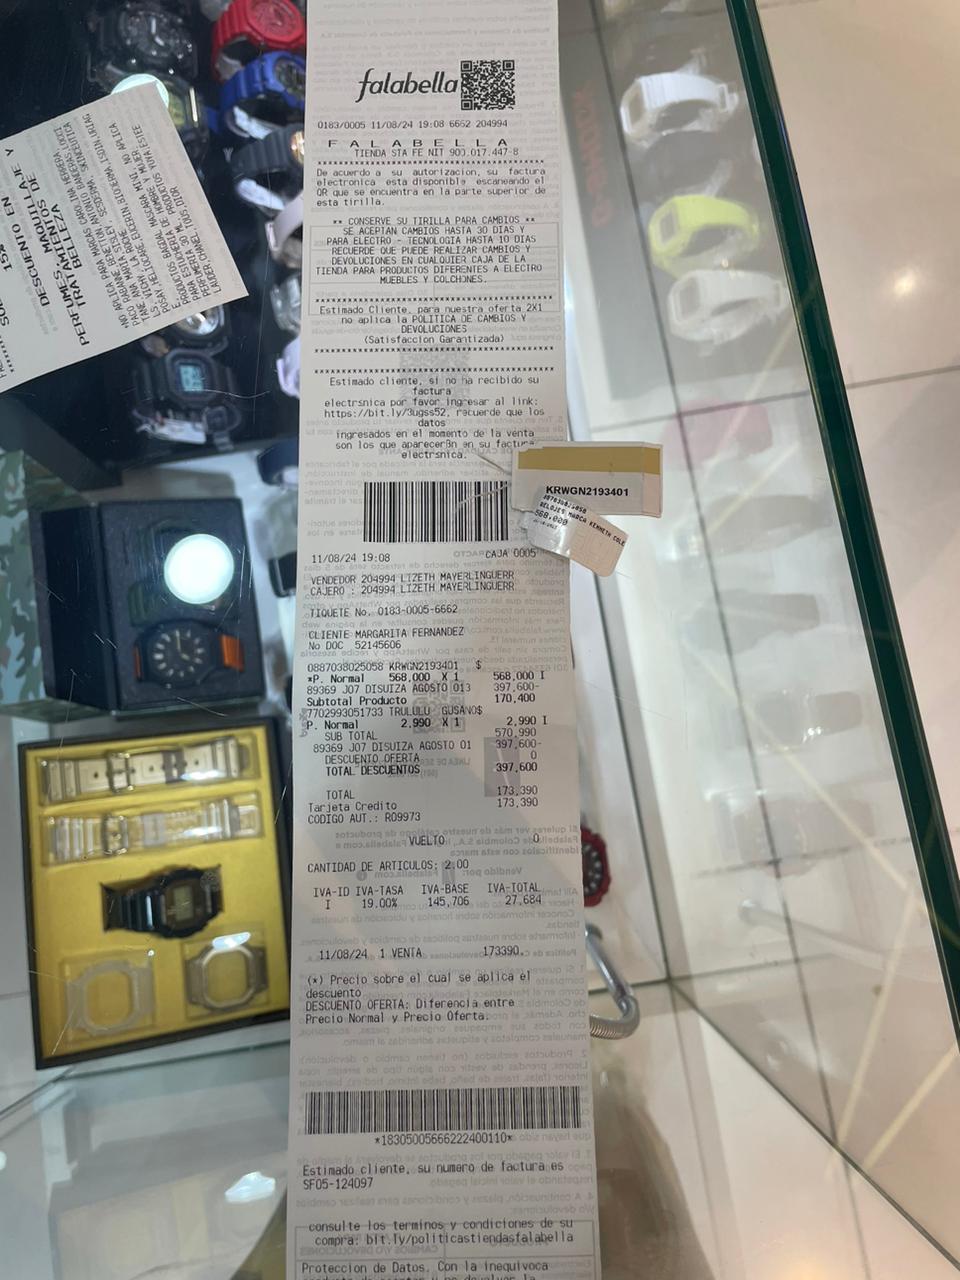 falabella
0183/0005 11/08/24 19:08 6652 204994
F A L A B E L L A
TIENDA STA FE NIT 900.017.447-8
De acuerdo a su autorizacion, su factura
electronica esta disponible escaneando el
QR que se encuentra en la parte superior de
esta tirilla.
** CONSERVE SU TIRILLA PARA CAMBIOS **
SE ACEPTAN CAMBIOS HASTA 30 DIAS Y
PARA ELECTRO - TECNOLOGIA HASTA 10 DIAS
RECUERDE QUE PUEDE REALIZAR CAMBIOS Y
DEVOLUCIONES EN CUALQUIER CAJA DE LA
TIENDA PARA PRODUCTOS DIFERENTES A ELECTRO
MUEBLES Y COLCHONES.
Estimado Cliente, para nuestra oferta 2X1
no aplica la POLITICA DE CAMBIOS Y
DEVOLUCIONES
(Satisfaccion Garantizada)
Estimado cliente, si no ha recibido su
factura
electrsnica por favor ingresar al link:
https://bit.ly/3ugss52, recuerde que los
datos
ingresados en el momento de la venta
son los que aparecerBn en su factura
electrsnica.
KRWGN2193401
RELOJES MARCA KENNETH COLE
568,000
11/08/24 19:08 CAJA 0005
VENDEDOR 204994 LIZETH MAYERLINGUERR
CAJERO : 204994 LIZETH MAYERLINGUERR
TIQUETE No. 0183-0005-6662
CLIENTE MARGARITA FERNANDEZ
No DOC 52145606
0887038025058 KRWGN2193401 $
*P. Normal 568,000 X 1 568,000 I
89369 J07 DISUIZA AGOSTO 013 397,600-
Subtotal Producto 170,400
7702993051733 TRULULU GUSANO$
P. Normal 2,990 X 1 2,990 I
SUB TOTAL 570,990
89369 J07 DISUIZA AGOSTO 01 397,600-
DESCUENTO OFERTA 0
TOTAL DESCUENTOS 397,600
TOTAL 173,390
Tarjeta Credito 173,390
CODIGO AUT.: R09973
VUELTO 0
CANTIDAD DE ARTICULOS: 2.00
IVA-ID IVA-TASA IVA-BASE IVA-TOTAL
I 19.00% 145,706 27,684
11/08/24 1 VENTA 173390.
(*) Precio sobre el cual se aplica el
descuento
DESCUENTO OFERTA: Diferencia entre
Precio Normal y Precio Oferta.
*18305005666222400110*
Estimado cliente, su numero de factura es
SF05-124097
consulte los terminos y condiciones de su
compra: bit.ly/politicastiendasfalabella
Proteccion de Datos. Con la inequivoca
15%
DESCUENTO EN
PERFUMES, MAQUILLAJE Y
TRATAMIENTOS DE
BELLEZA